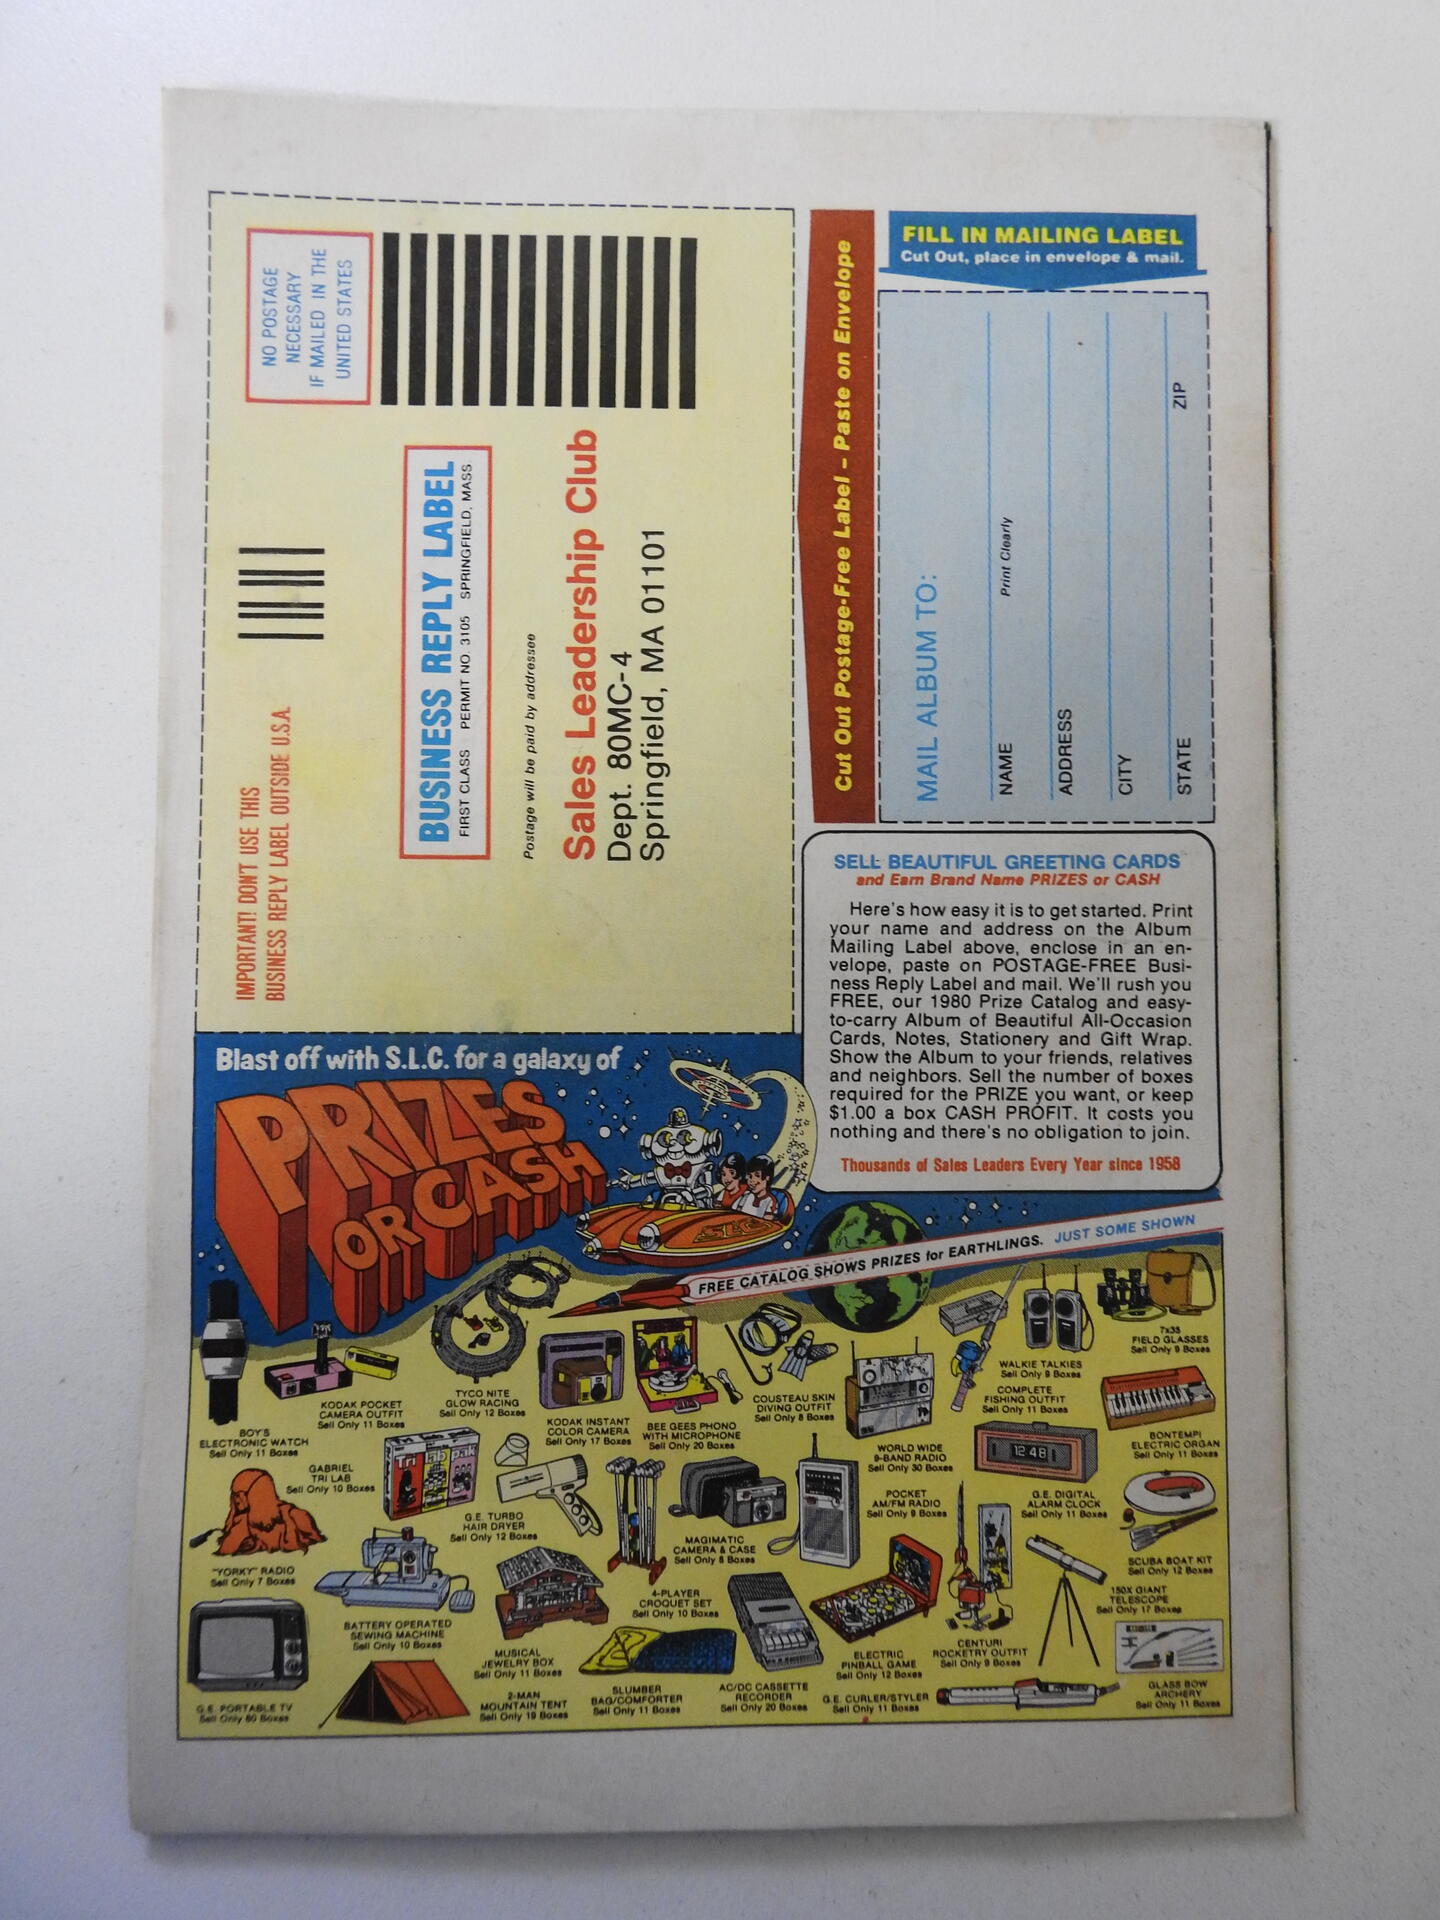 NO POSTAGE
NECESSARY
IF MAILED IN THE
UNITED STATES
IMPORTANT! DON'T USE THIS
BUSINESS REPLY LABEL OUTSIDE U.S.A.
BUSINESS REPLY LABEL
FIRST CLASS PERMIT NO. 3105 SPRINGFIELD, MASS
Postage will be paid by addressee
Sales Leadership Club
Dept. 80MC-4
Springfield, MA 01101
Cut Out Postage-Free Label - Paste on Envelope
FILL IN MAILING LABEL
Cut Out, place in envelope & mail.
MAIL ALBUM TO:
NAME
Print Clearly
ADDRESS
CITY
STATE ZIP
SELL BEAUTIFUL GREETING CARDS
and Earn Brand Name PRIZES or CASH
Here's how easy it is to get started. Print
your name and address on the Album
Mailing Label above, enclose in an en-
velope, paste on POSTAGE-FREE Busi-
ness Reply Label and mail. We'll rush you
FREE, our 1980 Prize Catalog and easy-
to-carry Album of Beautiful All-Occasion
Cards, Notes, Stationery and Gift Wrap.
Show the Album to your friends, relatives
and neighbors. Sell the number of boxes
required for the PRIZE you want, or keep
$1.00 a box CASH PROFIT. It costs you
nothing and there's no obligation to join.
Thousands of Sales Leaders Every Year since 1958
Blast off with S.L.C. for a galaxy of
PRIZES
OR CASH
SLC
FREE CATALOG SHOWS PRIZES for EARTHLINGS. JUST SOME SHOWN
BOY'S
ELECTRONIC WATCH
Sell Only 11 Boxes
KODAK POCKET
CAMERA OUTFIT
Sell Only 11 Boxes
TYCO NITE
GLOW RACING
Sell Only 12 Boxes
KODAK INSTANT
COLOR CAMERA
Sell Only 17 Boxes
BEE GEES PHONO
WITH MICROPHONE
Sell Only 20 Boxes
COUSTEAU SKIN
DIVING OUTFIT
Sell Only 8 Boxes
WORLD WIDE
9-BAND RADIO
Sell Only 30 Boxes
WALKIE TALKIES
Sell Only 9 Boxes
COMPLETE
FISHING OUTFIT
Sell Only 11 Boxes
7x35
FIELD GLASSES
Sell Only 9 Boxes
BONTEMPI
ELECTRIC ORGAN
Sell Only 11 Boxes
GABRIEL
TRI LAB
Sell Only 10 Boxes
Tri lab pak
G.E. TURBO
HAIR DRYER
Sell Only 12 Boxes
MAGIMATIC
CAMERA & CASE
Sell Only 8 Boxes
POCKET
AM/FM RADIO
Sell Only 9 Boxes
12 48
G.E. DIGITAL
ALARM CLOCK
Sell Only 11 Boxes
SCUBA BOAT KIT
Sell Only 12 Boxes
"YORKY" RADIO
Sell Only 7 Boxes
BATTERY OPERATED
SEWING MACHINE
Sell Only 10 Boxes
MUSICAL
JEWELRY BOX
Sell Only 11 Boxes
4-PLAYER
CROQUET SET
Sell Only 10 Boxes
ELECTRIC
PINBALL GAME
Sell Only 12 Boxes
CENTURI
ROCKETRY OUTFIT
Sell Only 9 Boxes
150X GIANT
TELESCOPE
Sell Only 17 Boxes
G.E. PORTABLE TV
Sell Only 60 Boxes
2-MAN
MOUNTAIN TENT
Sell Only 19 Boxes
SLUMBER
BAG/COMFORTER
Sell Only 11 Boxes
AC/DC CASSETTE
RECORDER
Sell Only 20 Boxes
G.E. CURLER/STYLER
Sell Only 11 Boxes
GLASS BOW
ARCHERY
Sell Only 11 Boxes